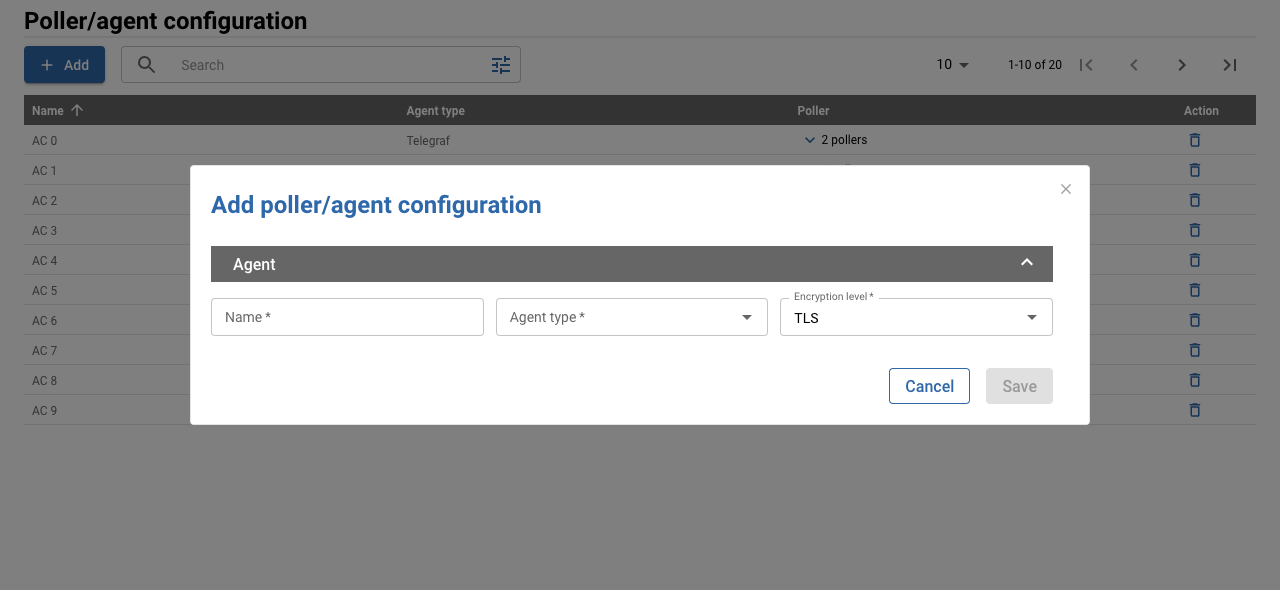 Poller/agent configuration
Add
Search
10
1-10 of 20
Name Agent type Poller Action
AC 0 Telegraf 2 pollers
AC 1
AC 2
AC 3
AC 4
AC 5
AC 6
AC 7
AC 8
AC 9
Add poller/agent configuration
Agent
Name *
Agent type *
Encryption level *
TLS
Cancel
Save